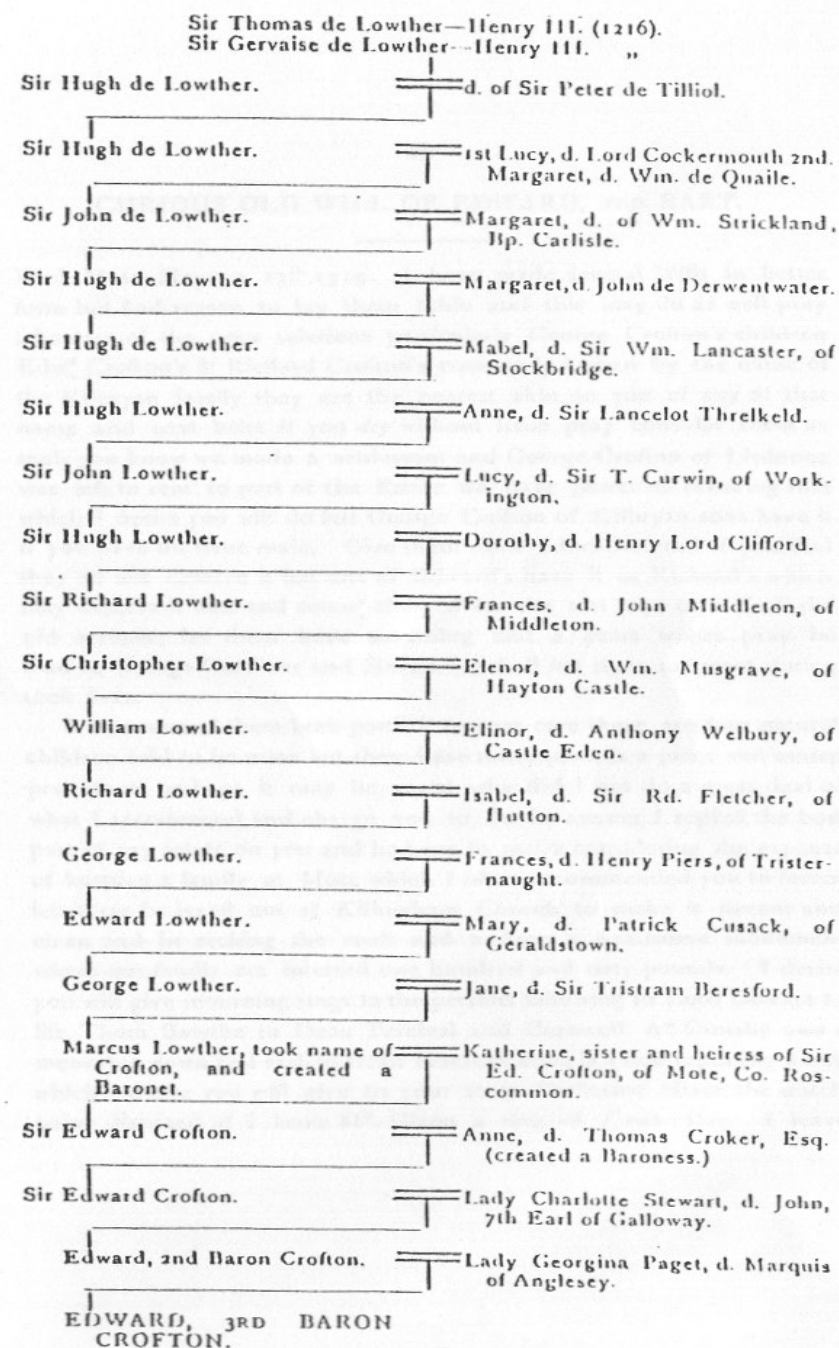 Sir Thomas de Lowther—Henry III. (1216).
Sir Gervaise de Lowther—Henry III. „
Sir Hugh de Lowther. d. of Sir Peter de Tilliol.
Sir Hugh de Lowther. 1st Lucy, d. Lord Cockermouth 2nd.
Margaret, d. Wm. de Quaile.
Sir John de Lowther. Margaret, d. of Wm. Strickland,
Bp. Carlisle.
Sir Hugh de Lowther. Margaret, d. John de Derwentwater.
Sir Hugh de Lowther. Mabel, d. Sir Wm. Lancaster, of
Stockbridge.
Sir Hugh Lowther. Anne, d. Sir Lancelot Threlkeld.
Sir John Lowther, Lucy, d. Sir T. Curwin, of Work-
ington.
Sir Hugh Lowther. Dorothy, d. Henry Lord Clifford.
Sir Richard Lowther. Frances. d. John Middleton, of
Middleton.
Sir Christopher Lowther. Elenor, d. Wm. Musgrave, of
Hayton Castle.
William Lowther. Elinor, d. Anthony Welbury, of
Castle Eden.
Richard Lowther. Isabel, d. Sir Rd. Fletcher, of
Hutton.
George Lowther. Frances, d. Henry Piers, of Trister-
naught.
Edward Lowther. Mary, d. Patrick Cusack, of
Geraldstown.
George Lowther. Jane, d. Sir Tristram Beresford.
Marcus Lowther, took name of Katherine, sister and heiress of Sir
Crofton, and created a Ed. Crofton, of Mote, Co. Ros-
Baronet. common.
Sir Edward Crofton. Anne, d. Thomas Croker, Esq.
(created a Baroness.)
Sir Edward Crofton. Lady Charlotte Stewart, d. John,
7th Earl of Galloway.
Edward, 2nd Baron Crofton. Lady Georgina Paget, d. Marquis
of Anglesey.
EDWARD, 3RD BARON
CROFTON.